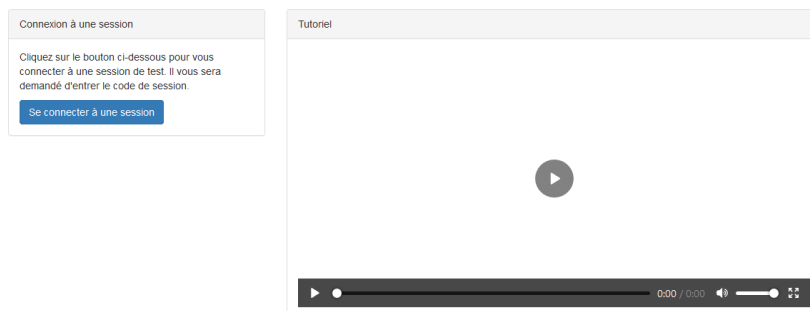 Connexion à une session
Cliquez sur le bouton ci-dessous pour vous
connecter à une session de test. Il vous sera
demandé d'entrer le code de session.
Se connecter à une session
Tutoriel
0:00 / 0:00